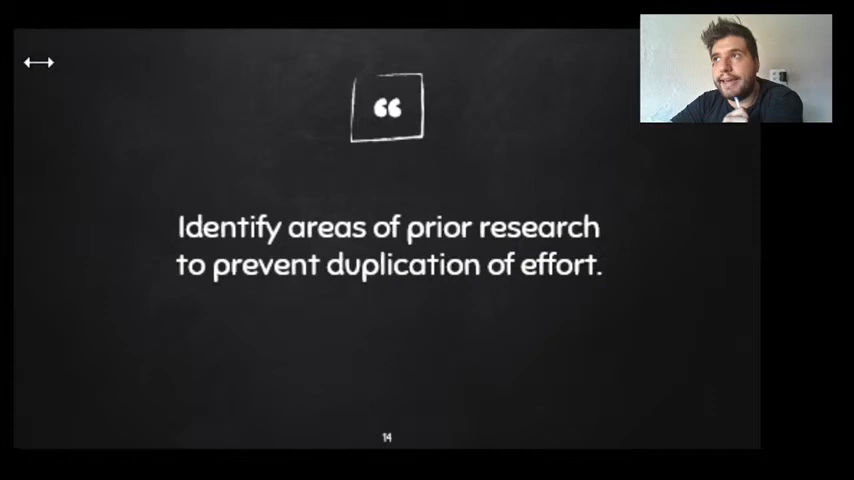 “
Identify areas of prior research
to prevent duplication of effort.
14